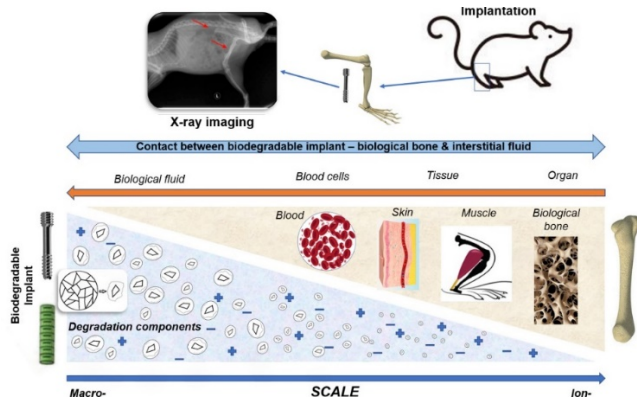 Implantation
X-ray imaging
Contact between biodegradable implant – biological bone & interstitial fluid
Biological fluid
Blood cells
Tissue
Organ
Blood
Skin
Muscle
Biological
bone
Biodegradable
Implant
Degradation components
Macro-
SCALE
Ion-